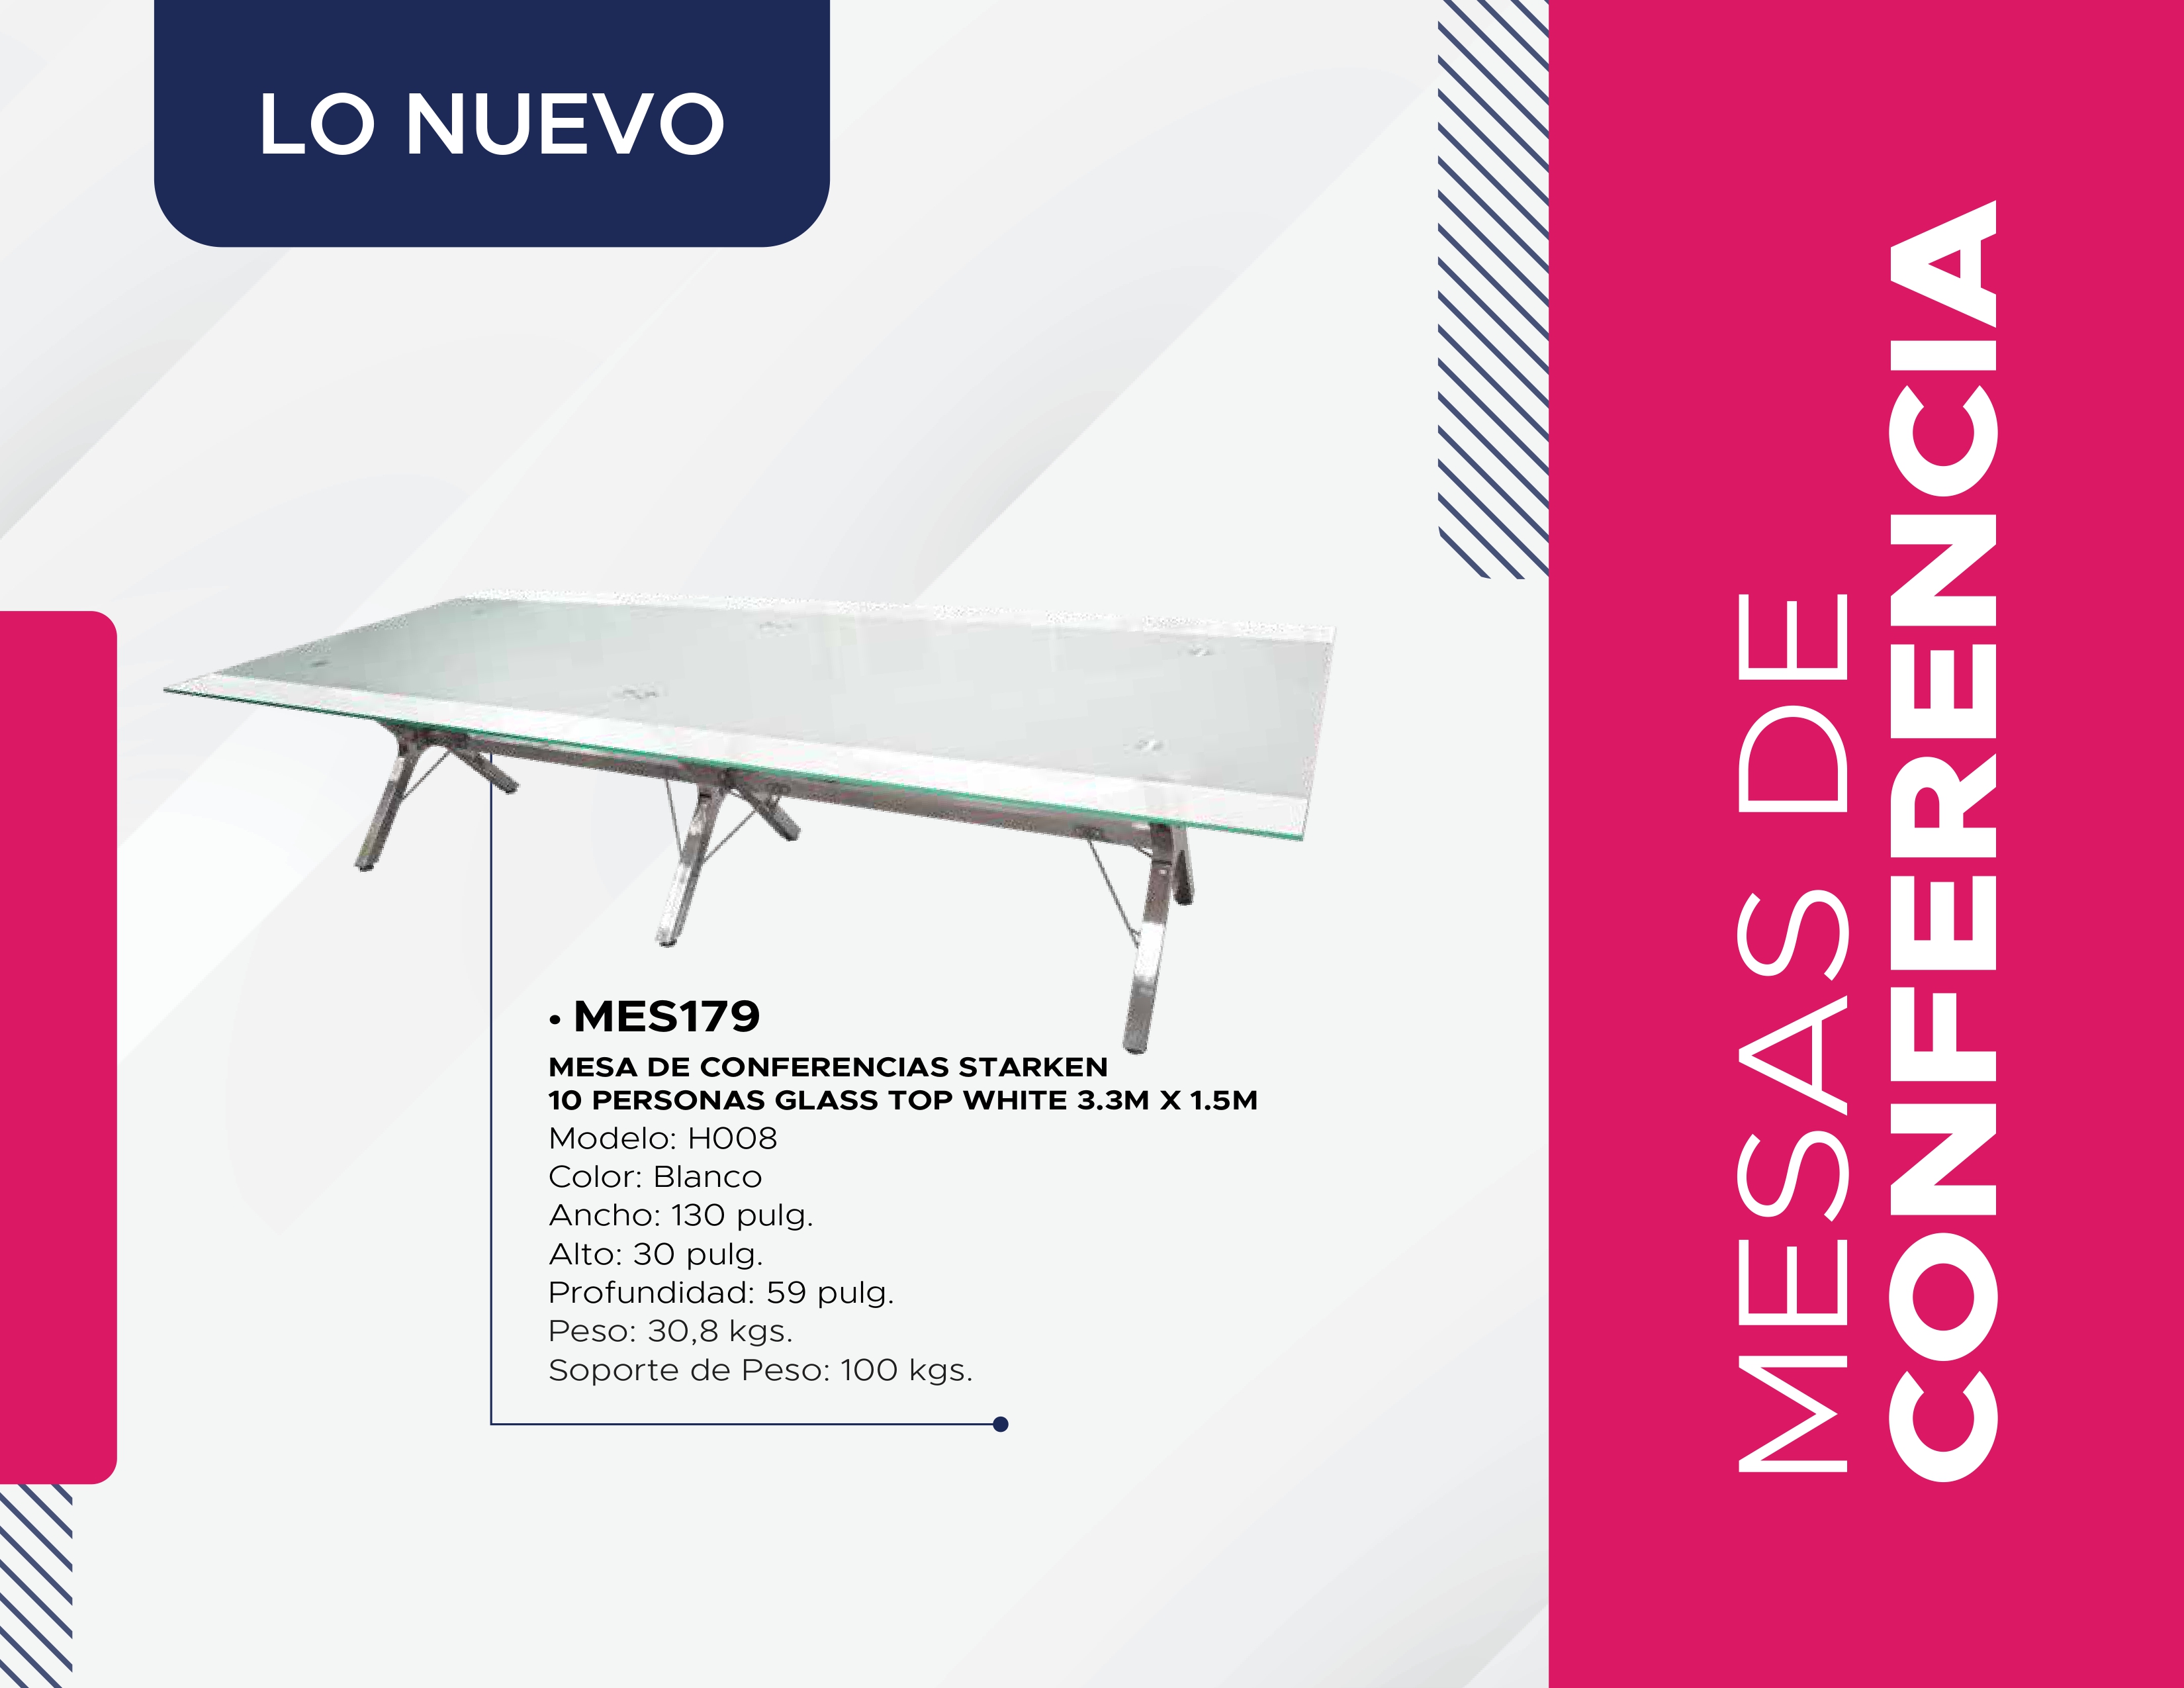 LO NUEVO
• MES179
MESA DE CONFERENCIAS STARKEN
10 PERSONAS GLASS TOP WHITE 3.3M X 1.5M
Modelo: H008
Color: Blanco
Ancho: 130 pulg.
Alto: 30 pulg.
Profundidad: 59 pulg.
Peso: 30,8 kgs.
Soporte de Peso: 100 kgs.
MESAS DE
CONFERENCIA